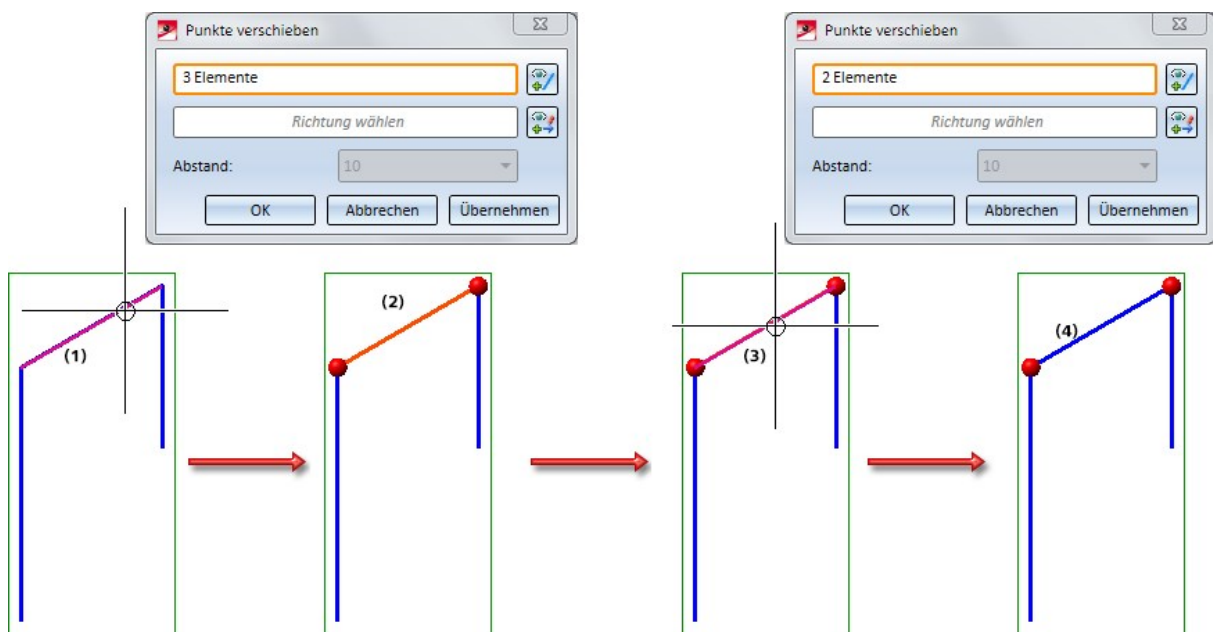 Punkte verschieben
3 Elemente
Richtung wählen
Abstand:
10
OK
Abbrechen
Übernehmen
Punkte verschieben
2 Elemente
Richtung wählen
Abstand:
10
OK
Abbrechen
Übernehmen
(1)
(2)
(3)
(4)